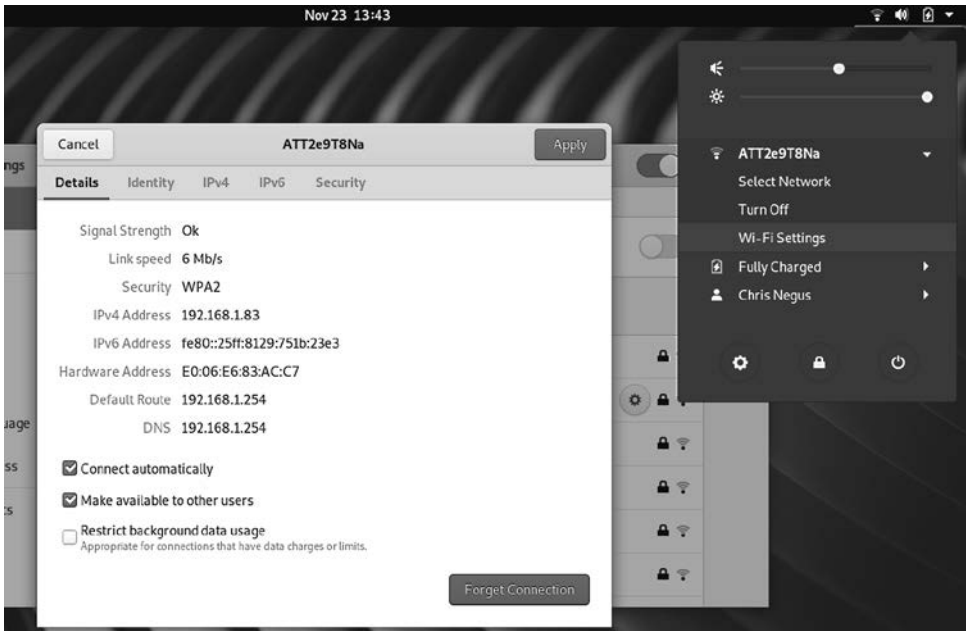 Nov 23 13:43
Cancel
ATT2e9T8Na
Apply
ngs
Details Identity IPv4 IPv6 Security
Signal Strength Ok
Link speed 6 Mb/s
Security WPA2
IPv4 Address 192.168.1.83
IPv6 Address fe80::25ff:8129:751b:23e3
Hardware Address E0:06:E6:83:AC:C7
Default Route 192.168.1.254
DNS 192.168.1.254
Connect automatically
Make available to other users
Restrict background data usage
Appropriate for connections that have data charges or limits.
Forget Connection
uage
ss
ATT2e9T8Na
Select Network
Turn Off
Wi-Fi Settings
Fully Charged
Chris Negus